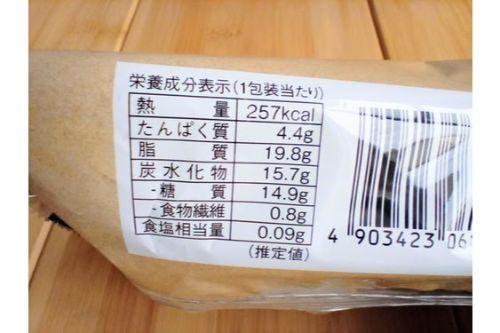 栄養成分表示(1包装当たり)
熱量 257kcal
たんぱく質 4.4g
脂質 19.8g
炭水化物 15.7g
-糖質 14.9g
-食物繊維 0.8g
食塩相当量 0.09g
(推定値)
4 903423 06